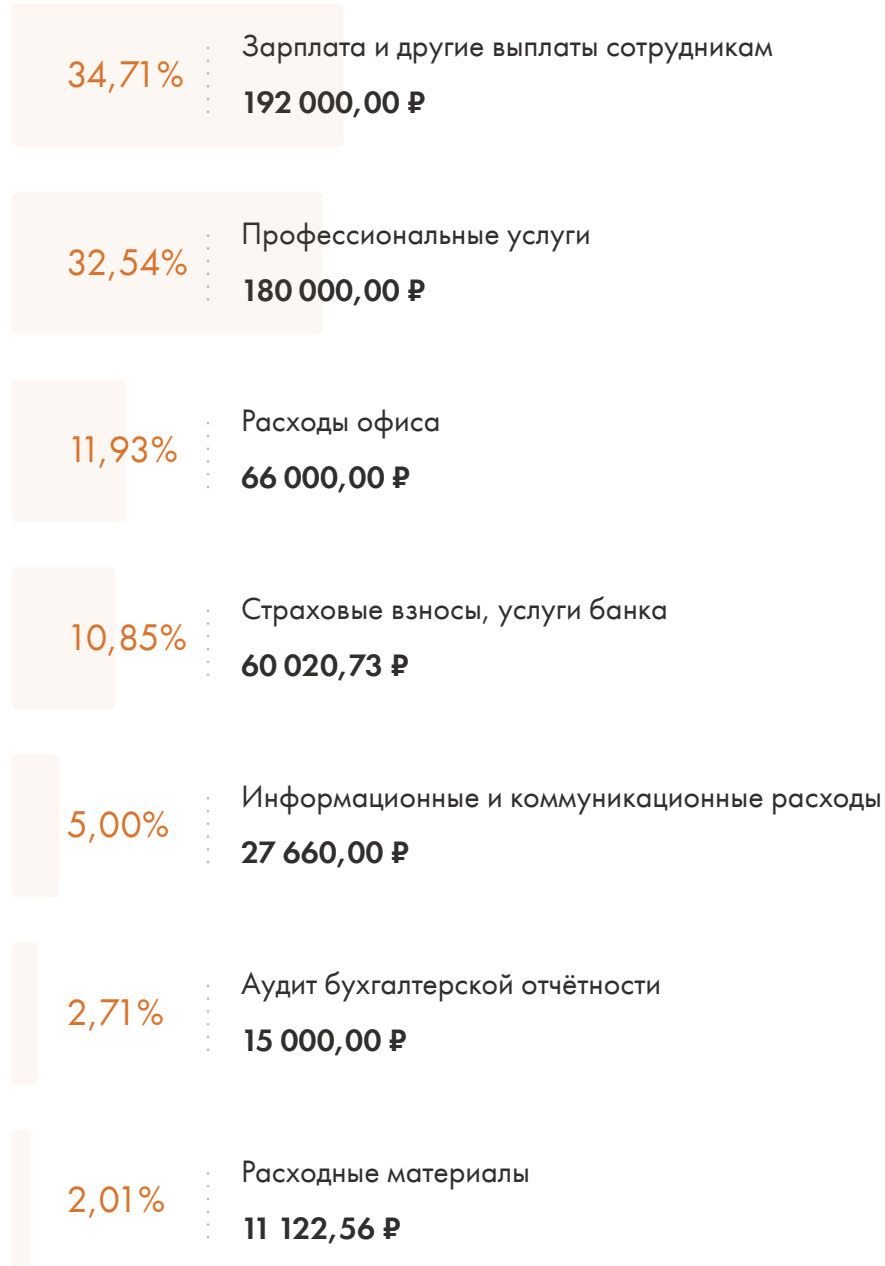 34,71%
Зарплата и другие выплаты сотрудникам
192 000,00 ₽
32,54%
Профессиональные услуги
180 000,00 ₽
11,93%
Расходы офиса
66 000,00 ₽
10,85%
Страховые взносы, услуги банка
60 020,73 ₽
5,00%
Информационные и коммуникационные расходы
27 660,00 ₽
2,71%
Аудит бухгалтерской отчётности
15 000,00 ₽
2,01%
Расходные материалы
11 122,56 ₽